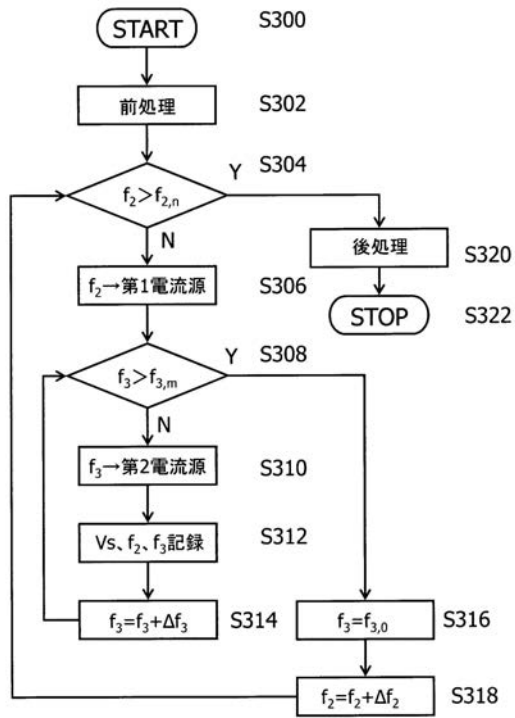 START
S300
前処理
S302
Y
S304
f₂>f₂,ₙ
N
後処理
S320
f₂→第1電流源
S306
STOP
S322
Y
S308
f₃>f₃,ₘ
N
f₃→第2電流源
S310
Vs、f₂、f₃記録
S312
f₃=f₃+Δf₃
S314
f₃=f₃,₀
S316
f₂=f₂+Δf₂
S318